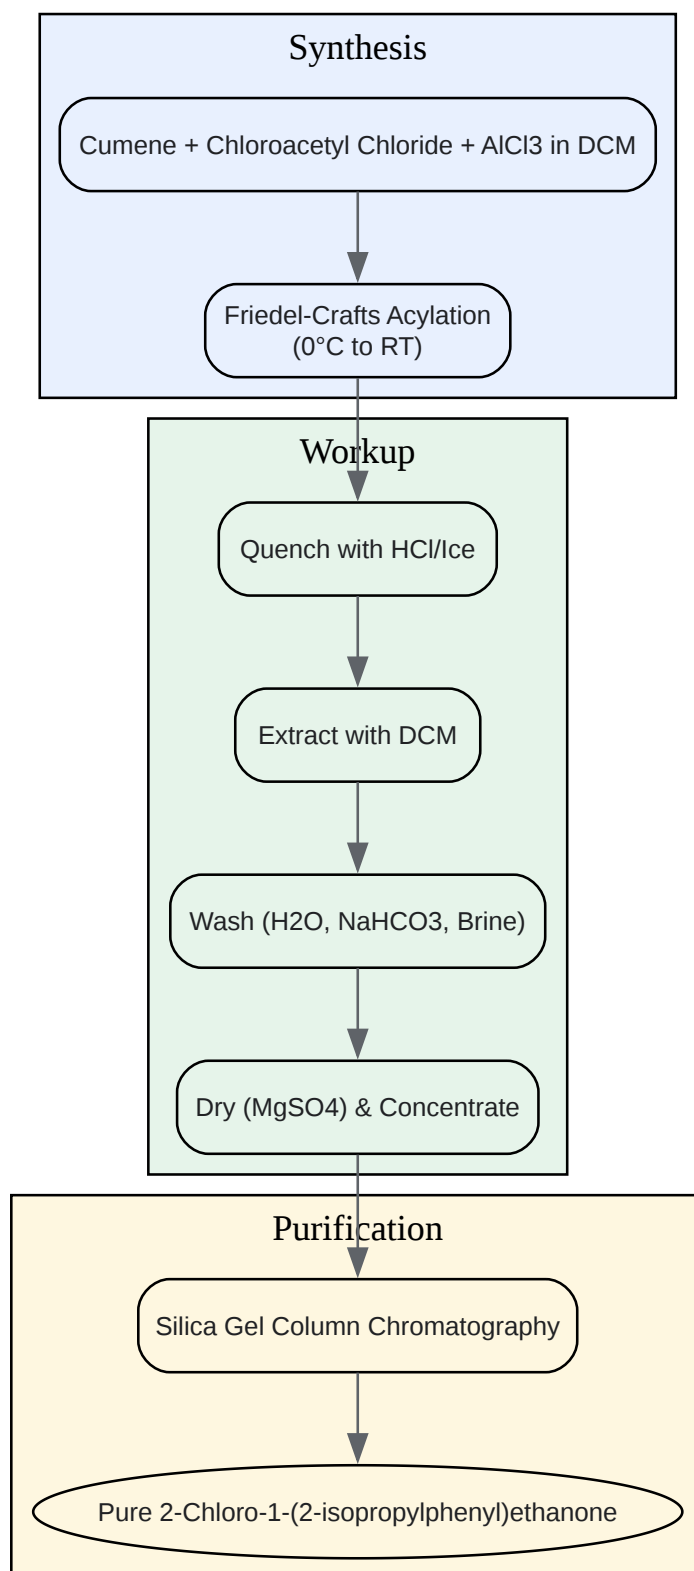 Synthesis
Cumene + Chloroacetyl Chloride + AlCl3 in DCM
Friedel-Crafts Acylation
(0°C to RT)
Workup
Quench with HCl/Ice
Extract with DCM
Wash (H2O, NaHCO3, Brine)
Dry (MgSO4) & Concentrate
Purification
Silica Gel Column Chromatography
Pure 2-Chloro-1-(2-isopropylphenyl)ethanone